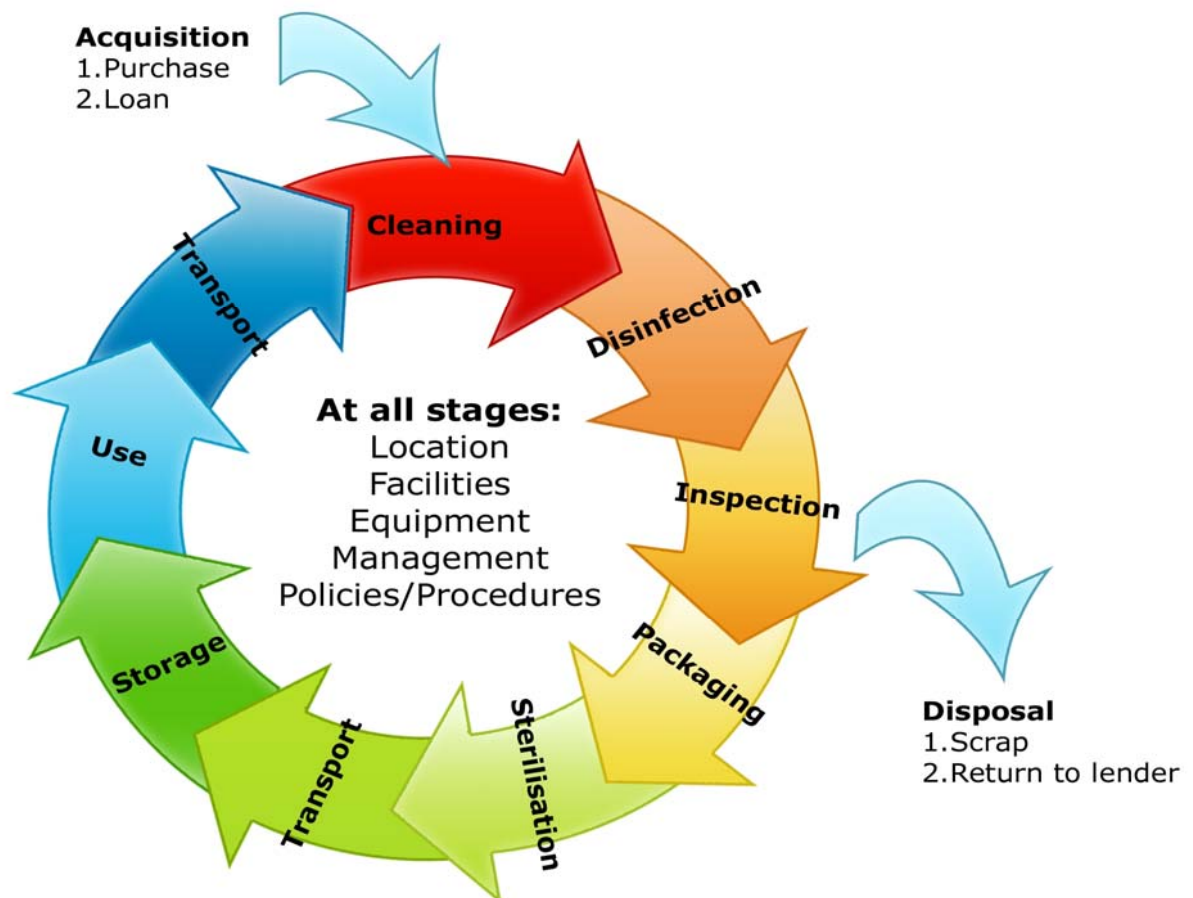 Acquisition
1.Purchase
2.Loan
Cleaning
Disinfection
Inspection
Packaging
Sterilisation
Transport
Storage
Use
Transport
At all stages:
Location
Facilities
Equipment
Management
Policies/Procedures
Disposal
1.Scrap
2.Return to lender